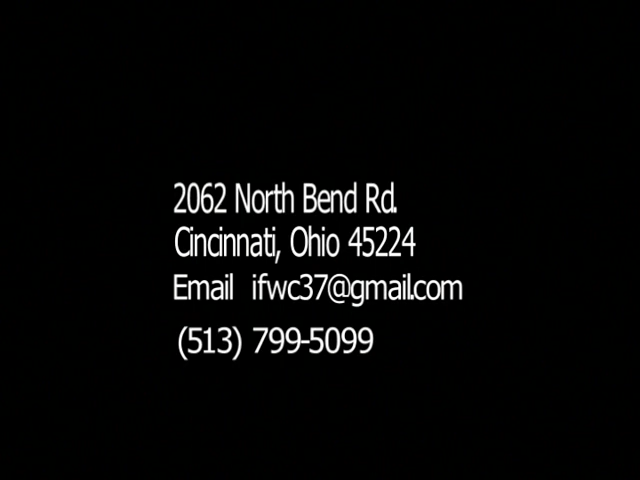 2062 North Bend Rd.
Cincinnati, Ohio 45224
Email ifwc37@gmail.com
(513) 799-5099